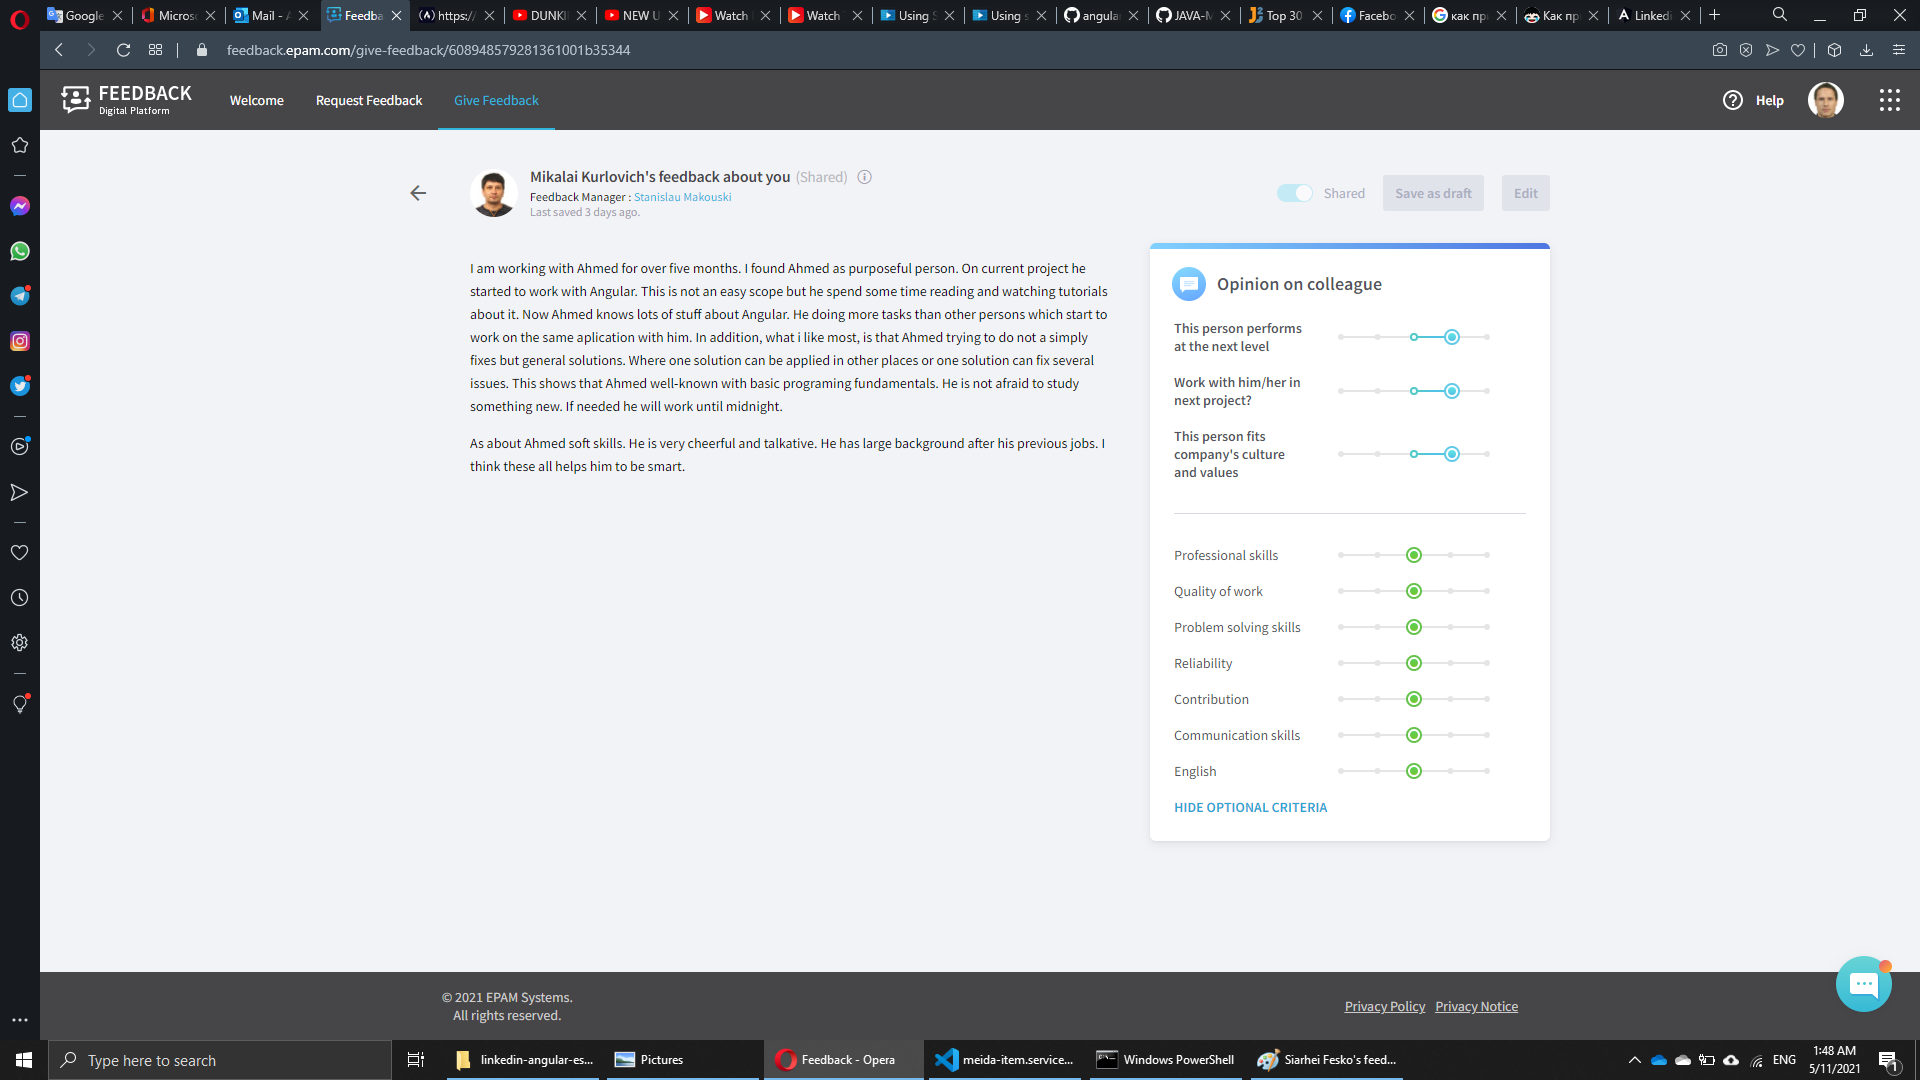 Google
Microso
Mail - A
Feedba
https:/
DUNKI
NEW U
Watch
Watch
Using S
Using s
angula
JAVA-M
Top 30
Facebo
как пр
Как пр
Linkedi
feedback.epam.com/give-feedback/608948579281361001b35344
FEEDBACK
Digital Platform
Welcome
Request Feedback
Give Feedback
Help
Mikalai Kurlovich's feedback about you (Shared)
Feedback Manager : Stanislau Makouski
Last saved 3 days ago.
Shared
Save as draft
Edit
I am working with Ahmed for over five months. I found Ahmed as purposeful person. On current project he
started to work with Angular. This is not an easy scope but he spend some time reading and watching tutorials
about it. Now Ahmed knows lots of stuff about Angular. He doing more tasks than other persons which start to
work on the same aplication with him. In addition, what i like most, is that Ahmed trying to do not a simply
fixes but general solutions. Where one solution can be applied in other places or one solution can fix several
issues. This shows that Ahmed well-known with basic programing fundamentals. He is not afraid to study
something new. If needed he will work until midnight.
As about Ahmed soft skills. He is very cheerful and talkative. He has large background after his previous jobs. I
think these all helps him to be smart.
Opinion on colleague
This person performs
at the next level
Work with him/her in
next project?
This person fits
company's culture
and values
Professional skills
Quality of work
Problem solving skills
Reliability
Contribution
Communication skills
English
HIDE OPTIONAL CRITERIA
© 2021 EPAM Systems.
All rights reserved.
Privacy Policy
Privacy Notice
Type here to search
linkedin-angular-es...
Pictures
Feedback - Opera
meida-item.service...
Windows PowerShell
Siarhei Fesko's feed...
ENG
1:48 AM
5/11/2021
1